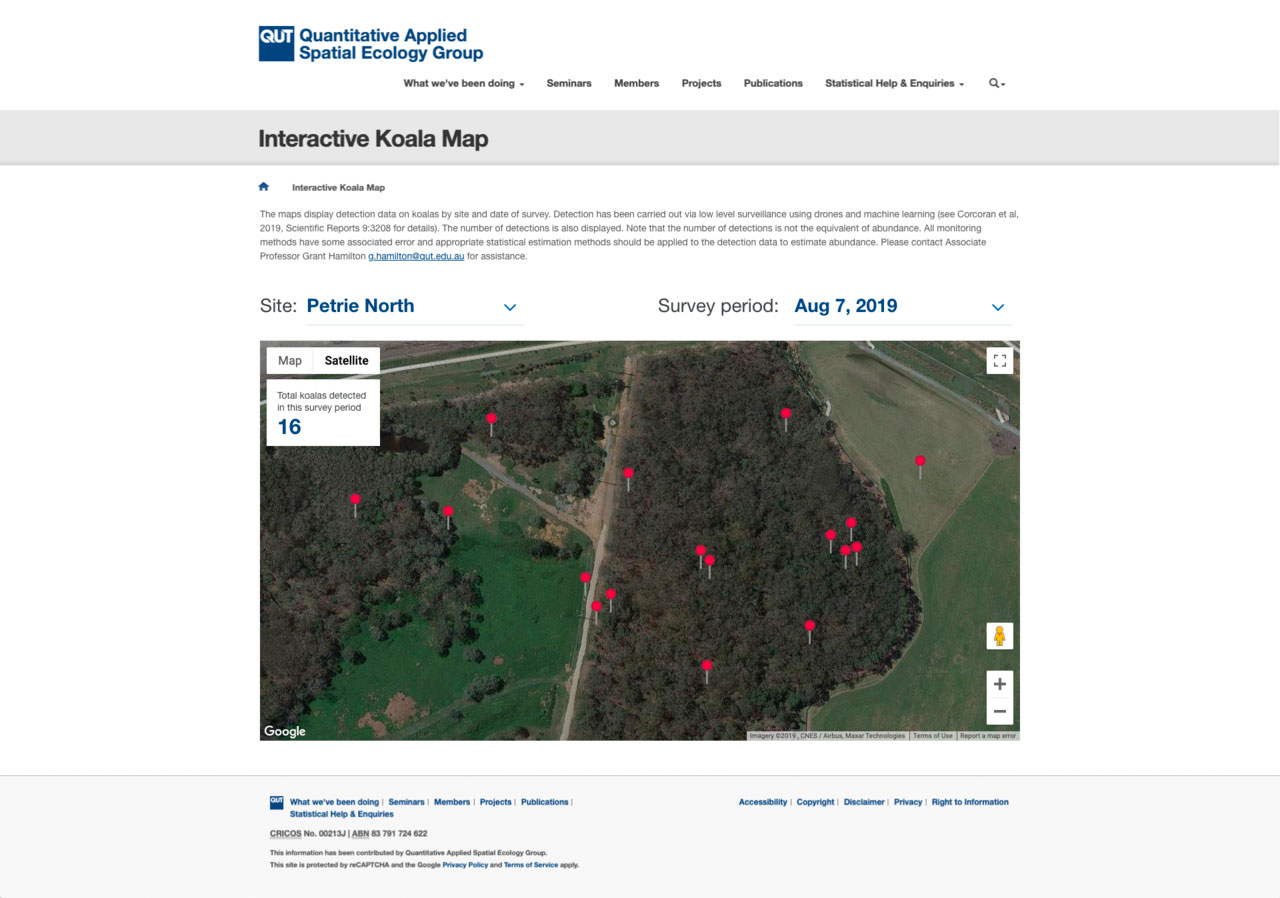 QUT Quantitative Applied
Spatial Ecology Group
What we've been doing Seminars Members Projects Publications Statistical Help & Enquiries
Interactive Koala Map
Interactive Koala Map
The maps display detection data on koalas by site and date of survey. Detection has been carried out via low level surveillance using drones and machine learning (see Corcoran et al,
2019, Scientific Reports 9:3208 for details). The number of detections is also displayed. Note that the number of detections is not the equivalent of abundance. All monitoring
methods have some associated error and appropriate statistical estimation methods should be applied to the detection data to estimate abundance. Please contact Associate
Professor Grant Hamilton g.hamilton@qut.edu.au for assistance.
Site: Petrie North Survey period: Aug 7, 2019
Map Satellite
Total koalas detected
in this survey period
16
Google
Imagery ©2019 , CNES / Airbus, Maxar Technologies | Terms of Use | Report a map error
QUT What we've been doing | Seminars | Members | Projects | Publications |
Statistical Help & Enquiries
Accessibility | Copyright | Disclaimer | Privacy | Right to Information
CRICOS No. 00213J | ABN 83 791 724 622
This information has been contributed by Quantitative Applied Spatial Ecology Group.
This site is protected by reCAPTCHA and the Google Privacy Policy and Terms of Service apply.